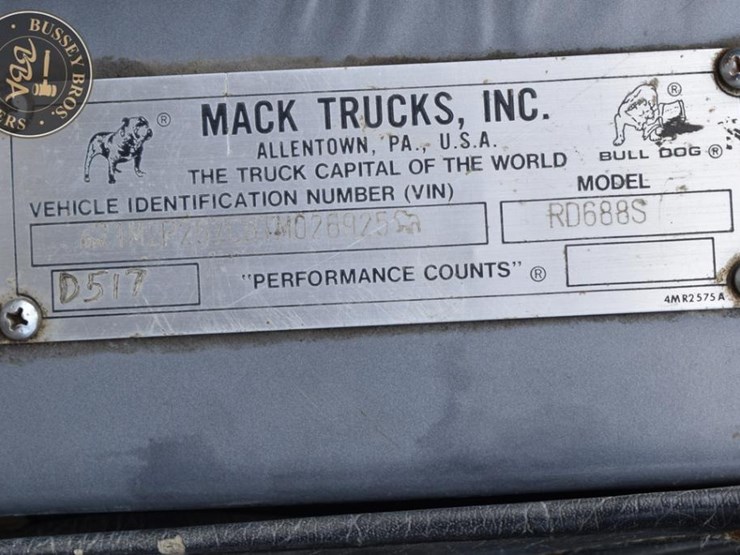 BUSSEY BROS.
BBA
MACK TRUCKS, INC. ®
ALLENTOWN, PA., U.S.A.
THE TRUCK CAPITAL OF THE WORLD
BULL DOG ®
VEHICLE IDENTIFICATION NUMBER (VIN)
MODEL
RD688S
D517
"PERFORMANCE COUNTS" ®
4MR2575A